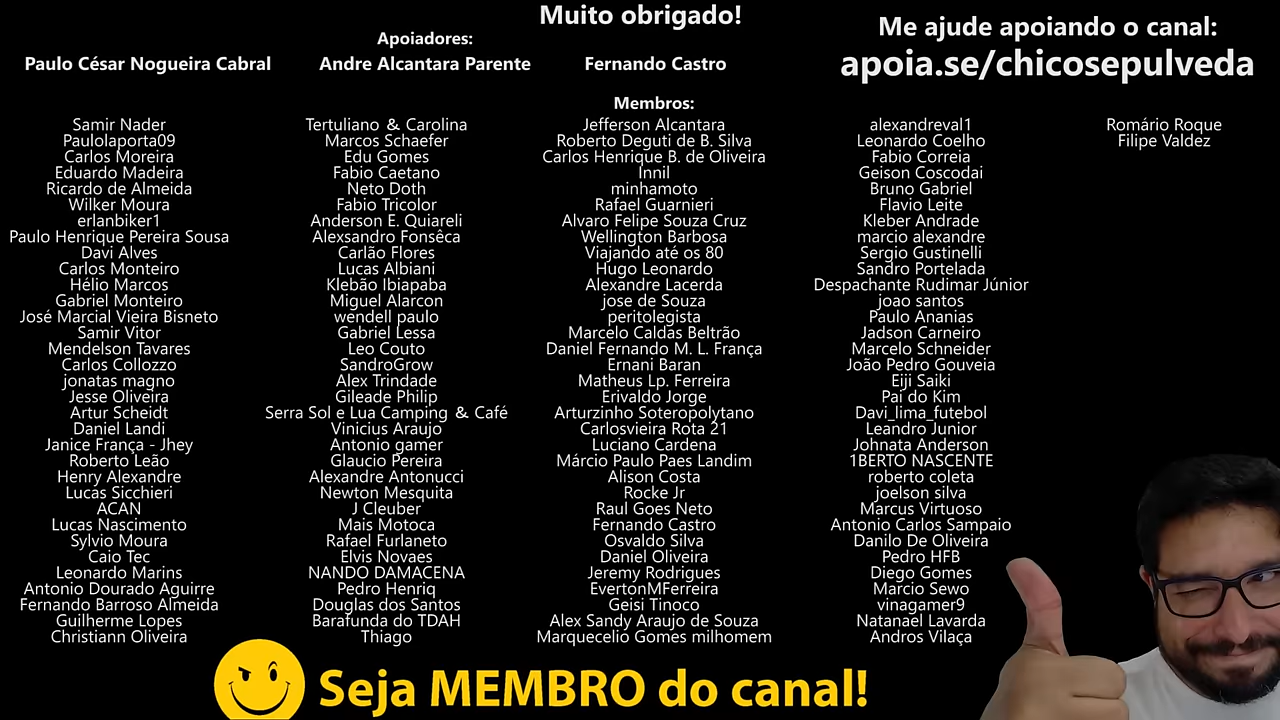 Muito obrigado!
Apoiadores:
Paulo César Nogueira Cabral
Andre Alcantara Parente
Fernando Castro
Me ajude apoiando o canal:
apoia.se/chicosepulveda
Membros:
Samir Nader
Paulolaporta09
Carlos Moreira
Eduardo Madeira
Ricardo de Almeida
Wilker Moura
erlanbiker1
Paulo Henrique Pereira Sousa
Davi Alves
Carlos Monteiro
Hélio Marcos
Gabriel Monteiro
José Marcial Vieira Bisneto
Samir Vitor
Mendelson Tavares
Carlos Collozzo
jonatas magno
Jesse Oliveira
Artur Scheidt
Daniel Landi
Janice França - Jhey
Roberto Leão
Henry Alexandre
Lucas Sicchieri
ACAN
Lucas Nascimento
Sylvio Moura
Caio Tec
Leonardo Marins
Antonio Dourado Aguirre
Fernando Barroso Almeida
Guilherme Lopes
Christiann Oliveira
Tertuliano & Carolina
Marcos Schaefer
Edu Gomes
Fabio Caetano
Neto Doth
Fabio Tricolor
Anderson E. Quiareli
Alexsandro Fonsêca
Carlão Flores
Lucas Albiani
Klebão Ibiapaba
Miguel Alarcon
wendell paulo
Gabriel Lessa
Leo Couto
SandroGrow
Alex Trindade
Gileade Philip
Serra Sol e Lua Camping & Café
Vinicius Araujo
Antonio gamer
Glaucio Pereira
Alexandre Antonucci
Newton Mesquita
J Cleuber
Mais Motoca
Rafael Furlaneto
Elvis Novaes
NANDO DAMACENA
Pedro Henriq
Douglas dos Santos
Barafunda do TDAH
Thiago
Jefferson Alcantara
Roberto Deguti de B. Silva
Carlos Henrique B. de Oliveira
Innil
minhamoto
Rafael Guarnieri
Alvaro Felipe Souza Cruz
Wellington Barbosa
Viajando até os 80
Hugo Leonardo
Alexandre Lacerda
jose de Souza
peritolegista
Marcelo Caldas Beltrão
Daniel Fernando M. L. França
Ernani Baran
Matheus Lp. Ferreira
Erivaldo Jorge
Arturzinho Soteropolytano
Carlosvieira Rota 21
Luciano Cardena
Márcio Paulo Paes Landim
Alison Costa
Rocke Jr
Raul Goes Neto
Fernando Castro
Osvaldo Silva
Daniel Oliveira
Jeremy Rodrigues
EvertonMFerreira
Geisi Tinoco
Alex Sandy Araujo de Souza
Marquecelio Gomes milhomem
alexandreval1
Leonardo Coelho
Fabio Correia
Geison Coscodai
Bruno Gabriel
Flavio Leite
Kleber Andrade
marcio alexandre
Sergio Gustinelli
Sandro Portelada
Despachante Rudimar Júnior
joao santos
Paulo Ananias
Jadson Carneiro
Marcelo Schneider
João Pedro Gouveia
Eiji Saiki
Pai do Kim
Davi_lima_futebol
Leandro Junior
Johnata Anderson
1BERTO NASCENTE
roberto coleta
joelson silva
Marcus Virtuoso
Antonio Carlos Sampaio
Danilo De Oliveira
Pedro HFB
Diego Gomes
Marcio Sewo
vinagamer9
Natanael Lavarda
Andros Vilaça
Romário Roque
Filipe Valdez
Seja MEMBRO do canal!